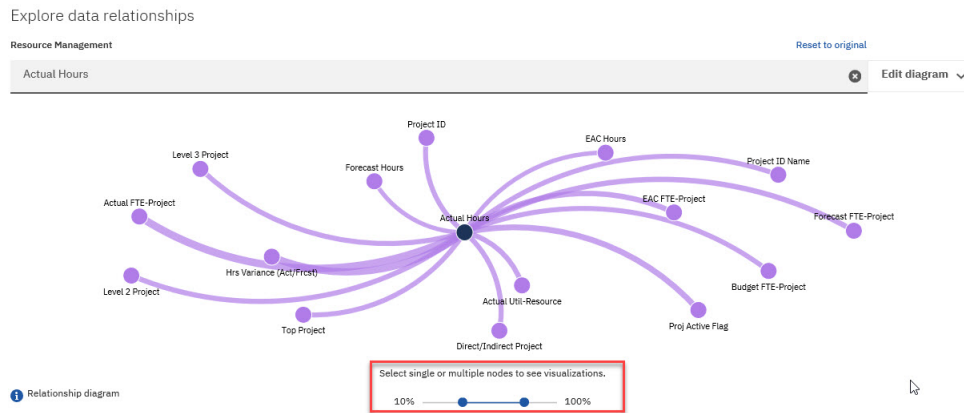 Explore data relationships
Resource Management
Reset to original
Actual Hours
Edit diagram
Project ID
EAC Hours
Level 3 Project
Project ID Name
Forecast Hours
Actual FTE-Project
EAC FTE-Project
Actual Hours
Forecast FTE-Project
Hrs Variance (Act/Frcst)
Budget FTE-Project
Level 2 Project
Actual Util-Resource
Top Project
Proj Active Flag
Direct/Indirect Project
Select single or multiple nodes to see visualizations.
Relationship diagram
10% 100%